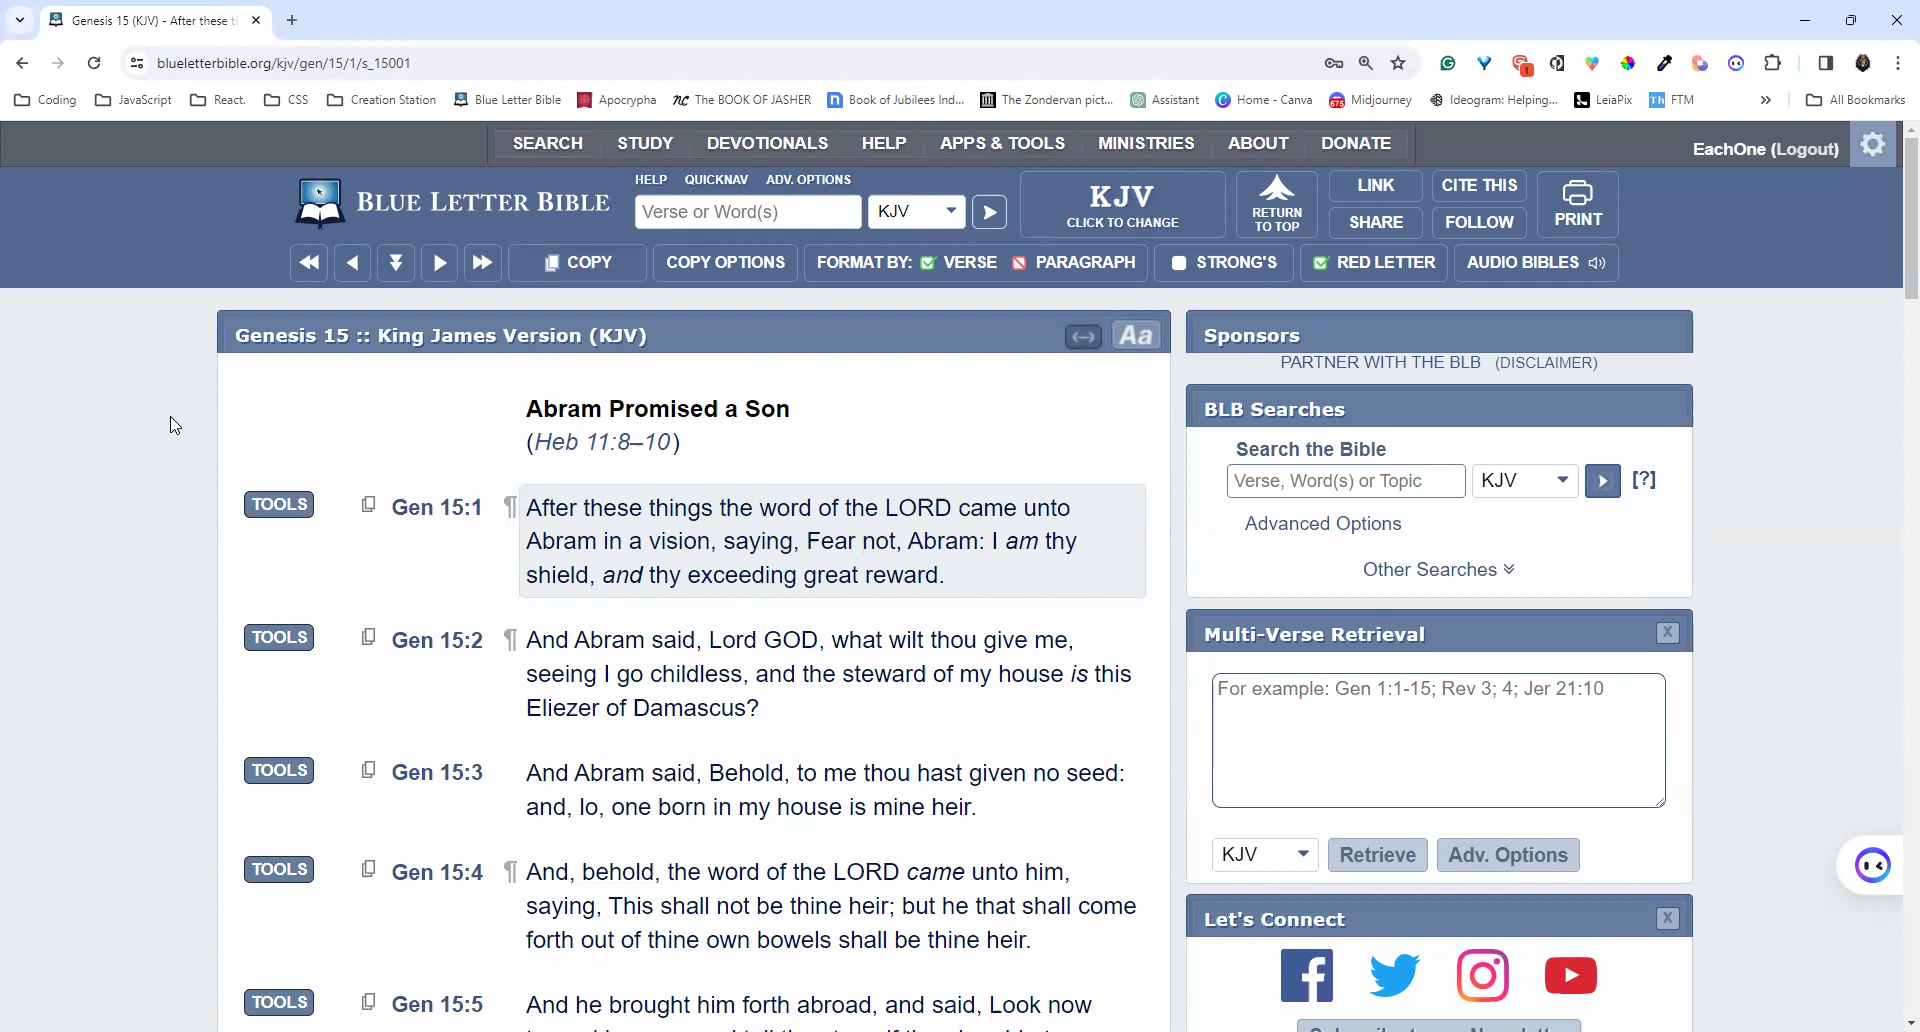 Genesis 15 (KJV) - After these t
blueletterbible.org/kjv/gen/15/1/s_15001
1
Coding JavaScript React. CSS Creation Station Blue Letter Bible Apocrypha The BOOK OF JASHER Book of Jubilees Ind... The Zondervan pict... Assistant Home - Canva Midjourney Ideogram: Helping... LeiaPix FTM » All Bookmarks
SEARCH STUDY DEVOTIONALS HELP APPS & TOOLS MINISTRIES ABOUT DONATE
EachOne (Logout)
BLUE LETTER BIBLE
HELP QUICKNAV ADV. OPTIONS
Verse or Word(s) KJV
KJV
CLICK TO CHANGE
RETURN
TO TOP
LINK CITE THIS
SHARE FOLLOW
PRINT
COPY COPY OPTIONS FORMAT BY: VERSE PARAGRAPH STRONG'S RED LETTER AUDIO BIBLES
Genesis 15 :: King James Version (KJV)
Aa
Abram Promised a Son
(Heb 11:8–10)
TOOLS Gen 15:1 ¶ After these things the word of the LORD came unto
Abram in a vision, saying, Fear not, Abram: I am thy
shield, and thy exceeding great reward.
TOOLS Gen 15:2 ¶ And Abram said, Lord GOD, what wilt thou give me,
seeing I go childless, and the steward of my house is this
Eliezer of Damascus?
TOOLS Gen 15:3 And Abram said, Behold, to me thou hast given no seed:
and, lo, one born in my house is mine heir.
TOOLS Gen 15:4 ¶ And, behold, the word of the LORD came unto him,
saying, This shall not be thine heir; but he that shall come
forth out of thine own bowels shall be thine heir.
TOOLS Gen 15:5 And he brought him forth abroad, and said, Look now
Sponsors
PARTNER WITH THE BLB (DISCLAIMER)
BLB Searches
Search the Bible
Verse, Word(s) or Topic KJV [?]
Advanced Options
Other Searches
Multi-Verse Retrieval X
For example: Gen 1:1-15; Rev 3; 4; Jer 21:10
KJV Retrieve Adv. Options
Let's Connect X